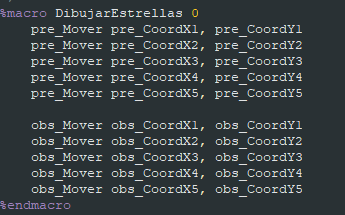 %macro DibujarEstrellas 0
pre_Mover pre_CoordX1, pre_CoordY1
pre_Mover pre_CoordX2, pre_CoordY2
pre_Mover pre_CoordX3, pre_CoordY3
pre_Mover pre_CoordX4, pre_CoordY4
pre_Mover pre_CoordX5, pre_CoordY5
obs_Mover obs_CoordX1, obs_CoordY1
obs_Mover obs_CoordX2, obs_CoordY2
obs_Mover obs_CoordX3, obs_CoordY3
obs_Mover obs_CoordX4, obs_CoordY4
obs_Mover obs_CoordX5, obs_CoordY5
%endmacro